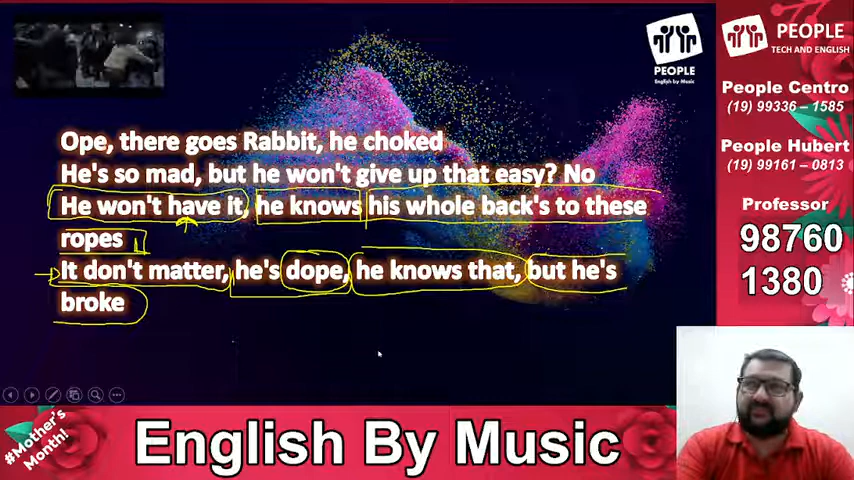 PEOPLE
English by Music
PEOPLE
TECH AND ENGLISH
People Centro
(19) 99336 – 1585
People Hubert
(19) 99161 – 0813
Professor
98760
1380
Ope, there goes Rabbit, he choked
He's so mad, but he won't give up that easy? No
He won't have it, he knows his whole back's to these
ropes
It don't matter, he's dope, he knows that, but he's
broke
#Mother's
Month!
English By Music